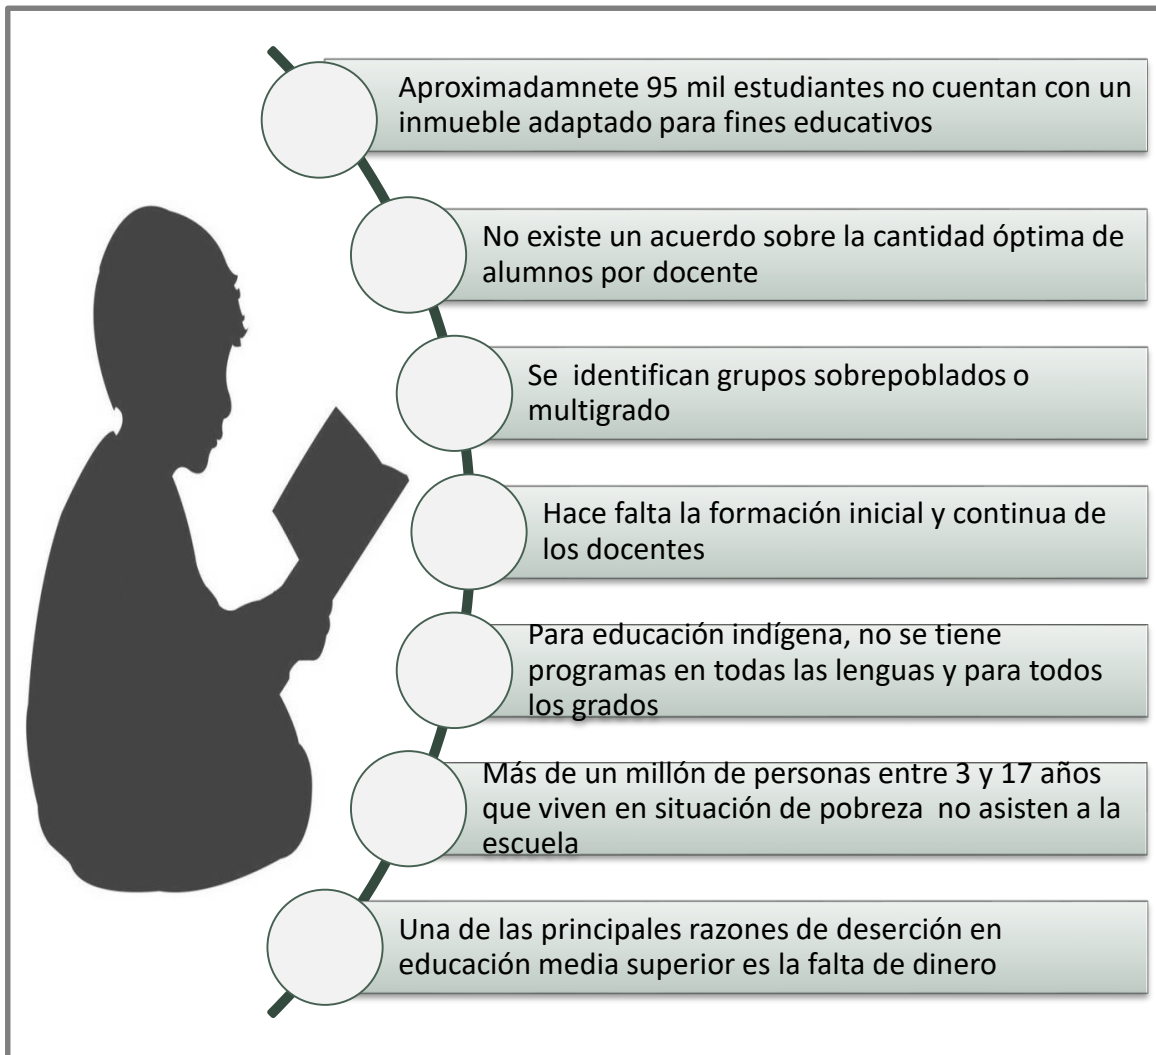 Aproximadamnete 95 mil estudiantes no cuentan con un
inmueble adaptado para fines educativos
No existe un acuerdo sobre la cantidad óptima de
alumnos por docente
Se identifican grupos sobrepoblados o
multigrado
Hace falta la formación inicial y continua de
los docentes
Para educación indígena, no se tiene
programas en todas las lenguas y para todos
los grados
Más de un millón de personas entre 3 y 17 años
que viven en situación de pobreza no asisten a la
escuela
Una de las principales razones de deserción en
educación media superior es la falta de dinero